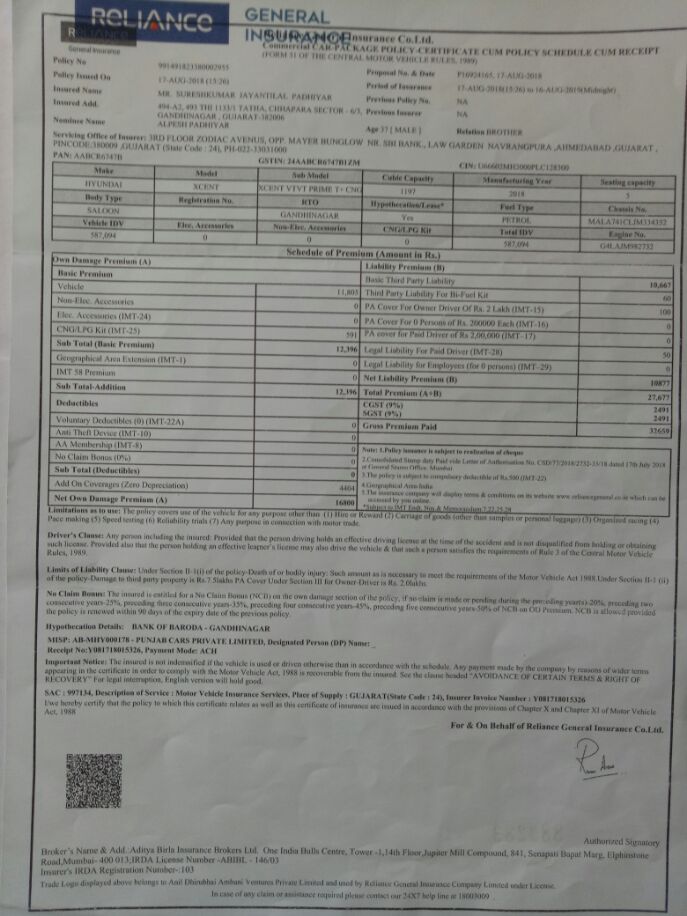 RELIANCE
GENERAL
INSURANCE
General Insurance
Insurance Co.Ltd.
Commercial CAR-PACKAGE POLICY-CERTIFICATE CUM POLICY SCHEDULE CUM RECEIPT
(FORM 51 OF THE CENTRAL MOTOR VEHICLE RULES, 1989)
Policy No 991491823380002955 Proposal No. & Date P16924165, 17-AUG-2018
Policy Issued On 17-AUG-2018 (15:26) Period of Insurance 17-AUG-2018(15:26) to 16-AUG-2019(Midnight)
Insured Name MR. SURESHKUMAR JAYANTILAL PADHIYAR Previous Policy No. NA
Insured Add. 494-A2, 493 THI 1133/1 TATHA, CHHAPARA SECTOR - 6/3, Previous Insurer NA
GANDHINAGAR , GUJARAT-382006
Nominee Name ALPESH PADHIYAR Age 37 [ MALE ] Relation BROTHER
Servicing Office of Insurer: 3RD FLOOR ZODIAC AVENUS, OPP. MAYER BUNGLOW NR. SBI BANK, LAW GARDEN NAVRANGPURA ,AHMEDABAD ,GUJARAT ,
PINCODE:380009 ,GUJARAT (State Code : 24), PH-022-33031000
PAN: AABCR6747B GSTIN: 24AABCR6747B1ZM CIN: U66603MH2000PLC128300
Make Model Sub Model Cubic Capacity Manufacturing Year Seating capacity
HYUNDAI XCENT XCENT VTVT PRIME T+ CNG 1197 2018 5
Body Type Registration No. RTO Hypothecation/Lease* Fuel Type Chassis No.
SALOON GANDHINAGAR Yes PETROL MALA741CLJM334352
Vehicle IDV Elec. Accessories Non-Elec. Accessories CNG/LPG Kit Total IDV Engine No.
587,094 0 0 0 587,094 G4LAJM982732
Schedule of Premium (Amount in Rs.)
Own Damage Premium (A) Liability Premium (B)
Basic Premium Basic Third Party Liability 10,667
Vehicle 11,805 Third Party Liability For Bi-Fuel Kit 60
Non-Elec. Accessories 0 PA Cover For Owner Driver Of Rs. 2 Lakh (IMT-15) 100
Elec. Accessories (IMT-24) 0 PA Cover For 0 Persons of Rs. 200000 Each (IMT-16) 0
CNG/LPG Kit (IMT-25) 591 PA cover for Paid Driver of Rs 2,00,000 (IMT-17) 0
Sub Total (Basic Premium) 12,396 Legal Liability For Paid Driver (IMT-28) 50
Geographical Area Extension (IMT-1) 0 Legal Liability for Employees (for 0 persons) (IMT-29) 0
IMT 58 Premium 0 Net Liability Premium (B) 10877
Sub Total-Addition 12,396 Total Premium (A+B) 27,677
Deductibles CGST (9%) 2491
SGST (9%) 2491
Voluntary Deductibles (0) (IMT-22A) 0 Gross Premium Paid 32659
Anti Theft Device (IMT-10) 0
AA Membership (IMT-8) 0 Note: 1.Policy issuance is subject to realization of cheque
No Claim Bonus (0%) 0 2.Consolidated Stamp duty Paid vide Letter of Authorisation No. CSD/77/2018/2732-33/18 dated 17th July 2018
at General Stamp Office, Mumbai
Sub Total (Deductibles) 0 3.The policy is subject to compulsory deductible of Rs.500 (IMT-22)
Add On Coverages (Zero Depreciation) 4404 4.Geographical Area:India
5.The insurance company will display terms & conditions on its website www.reliancegeneral.co.in which can be
accessed by you online.
Net Own Damage Premium (A) 16800 *Subject to IMT Endt. Nos.& Memorandum 7,22,25,28
Limitations as to use: The policy covers use of the vehicle for any purpose other than (1) Hire or Reward (2) Carriage of goods (other than samples or personal luggage) (3) Organized racing (4)
Pace making (5) Speed testing (6) Reliability trials (7) Any purpose in connection with motor trade.
Driver's Clause: Any person including the insured: Provided that the person driving holds an effective driving license at the time of the accident and is not disqualified from holding or obtaining
such license. Provided also that the person holding an effective learner's license may also drive the vehicle & that such a person satisfies the requirements of Rule 3 of the Central Motor Vehicle
Rules, 1989.
Limits of Liability Clause: Under Section II-1(i) of the policy-Death of or bodily injury: Such amount as is necessary to meet the requirements of the Motor Vehicle Act 1988.Under Section II-1 (ii)
of the policy-Damage to third party property is Rs.7.5lakhs PA Cover Under Section III for Owner-Driver is Rs. 2.0lakhs.
No Claim Bonus: The insured is entitled for a No Claim Bonus (NCB) on the own damage section of the policy, if no claim is made or pending during the preceding year(s)-20%, preceding two
consecutive years-25%, preceding three consecutive years-35%, preceding four consecutive years-45%, preceding five consecutive years-50% of NCB on OD Premium. NCB is allowed provided
the policy is renewed within 90 days of the expiry date of the previous policy.
Hypothecation Details: BANK OF BARODA - GANDHINAGAR
MISP: AB-MHY000178 - PUNJAB CARS PRIVATE LIMITED, Designated Person (DP) Name: _
Receipt No:Y081718015326, Payment Mode: ACH
Important Notice: The insured is not indemnified if the vehicle is used or driven otherwise than in accordance with the schedule. Any payment made by the company by reasons of wider terms
appearing in the certificate in order to comply with the Motor Vehicle Act, 1988 is recoverable from the insured. See the clause headed "AVOIDANCE OF CERTAIN TERMS & RIGHT OF
RECOVERY" For legal interruption, English version will hold good.
SAC : 997134, Description of Service : Motor Vehicle Insurance Services, Place of Supply : GUJARAT(State Code : 24), Insurer Invoice Number : Y081718015326
I/we hereby certify that the policy to which this certificate relates as well as this certificate of insurance are issued in accordance with the provisions of Chapter X and Chapter XI of Motor Vehicle
Act, 1988
For & On Behalf of Reliance General Insurance Co.Ltd.
Authorized Signatory
Broker's Name & Add.:Aditya Birla Insurance Brokers Ltd. One India Bulls Centre, Tower -1,14th Floor,Jupiter Mill Compound, 841, Senapati Bapat Marg, Elphinstone
Road,Mumbai- 400 013;IRDA License Number -ABIBL - 146/03
Insurer's IRDA Registration Number-:103
Trade Logo displayed above belongs to Anil Dhirubhai Ambani Ventures Private Limited and used by Reliance General Insurance Company Limited under License.
In case of any claim or assistance required please contact our 24X7 help line at 18003009